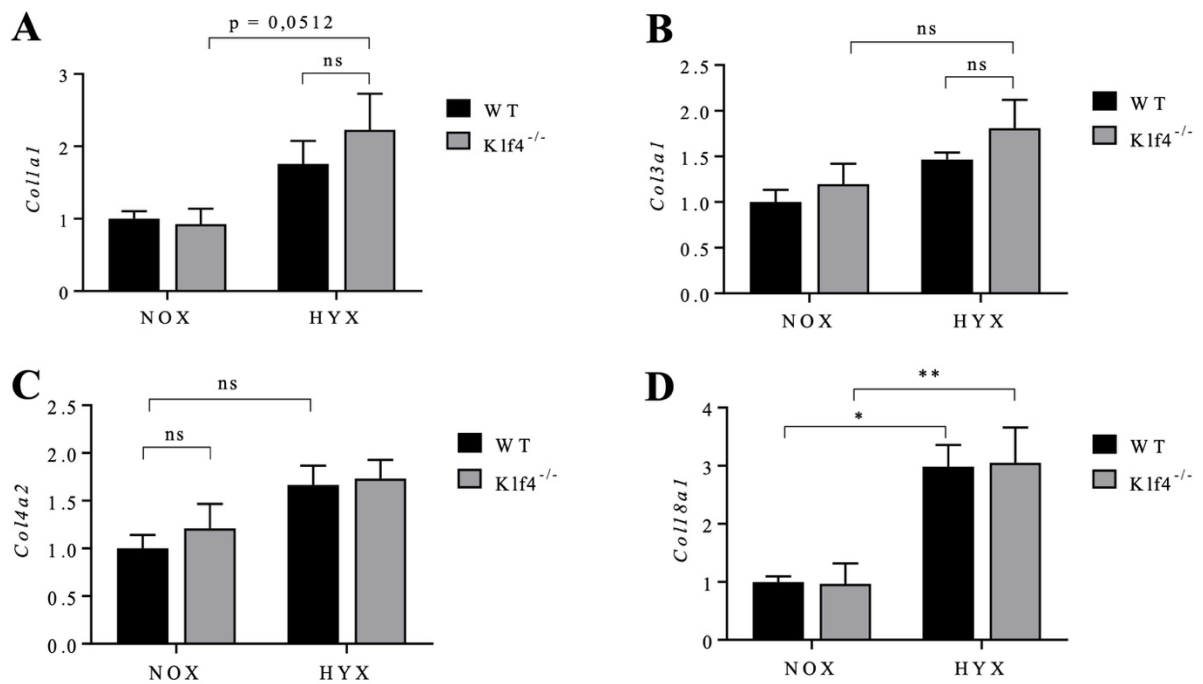 A
p = 0,0512
ns
3
2
1
0
Col1a1
NOX
HYX
WT
Klf4-/-
B
ns
ns
2.5
2.0
1.5
1.0
0.5
0.0
Col3a1
NOX
HYX
WT
Klf4-/-
C
ns
ns
2.5
2.0
1.5
1.0
0.5
0.0
Col4a2
NOX
HYX
WT
Klf4-/-
D
**
*
4
3
2
1
0
Col18a1
NOX
HYX
WT
Klf4-/-